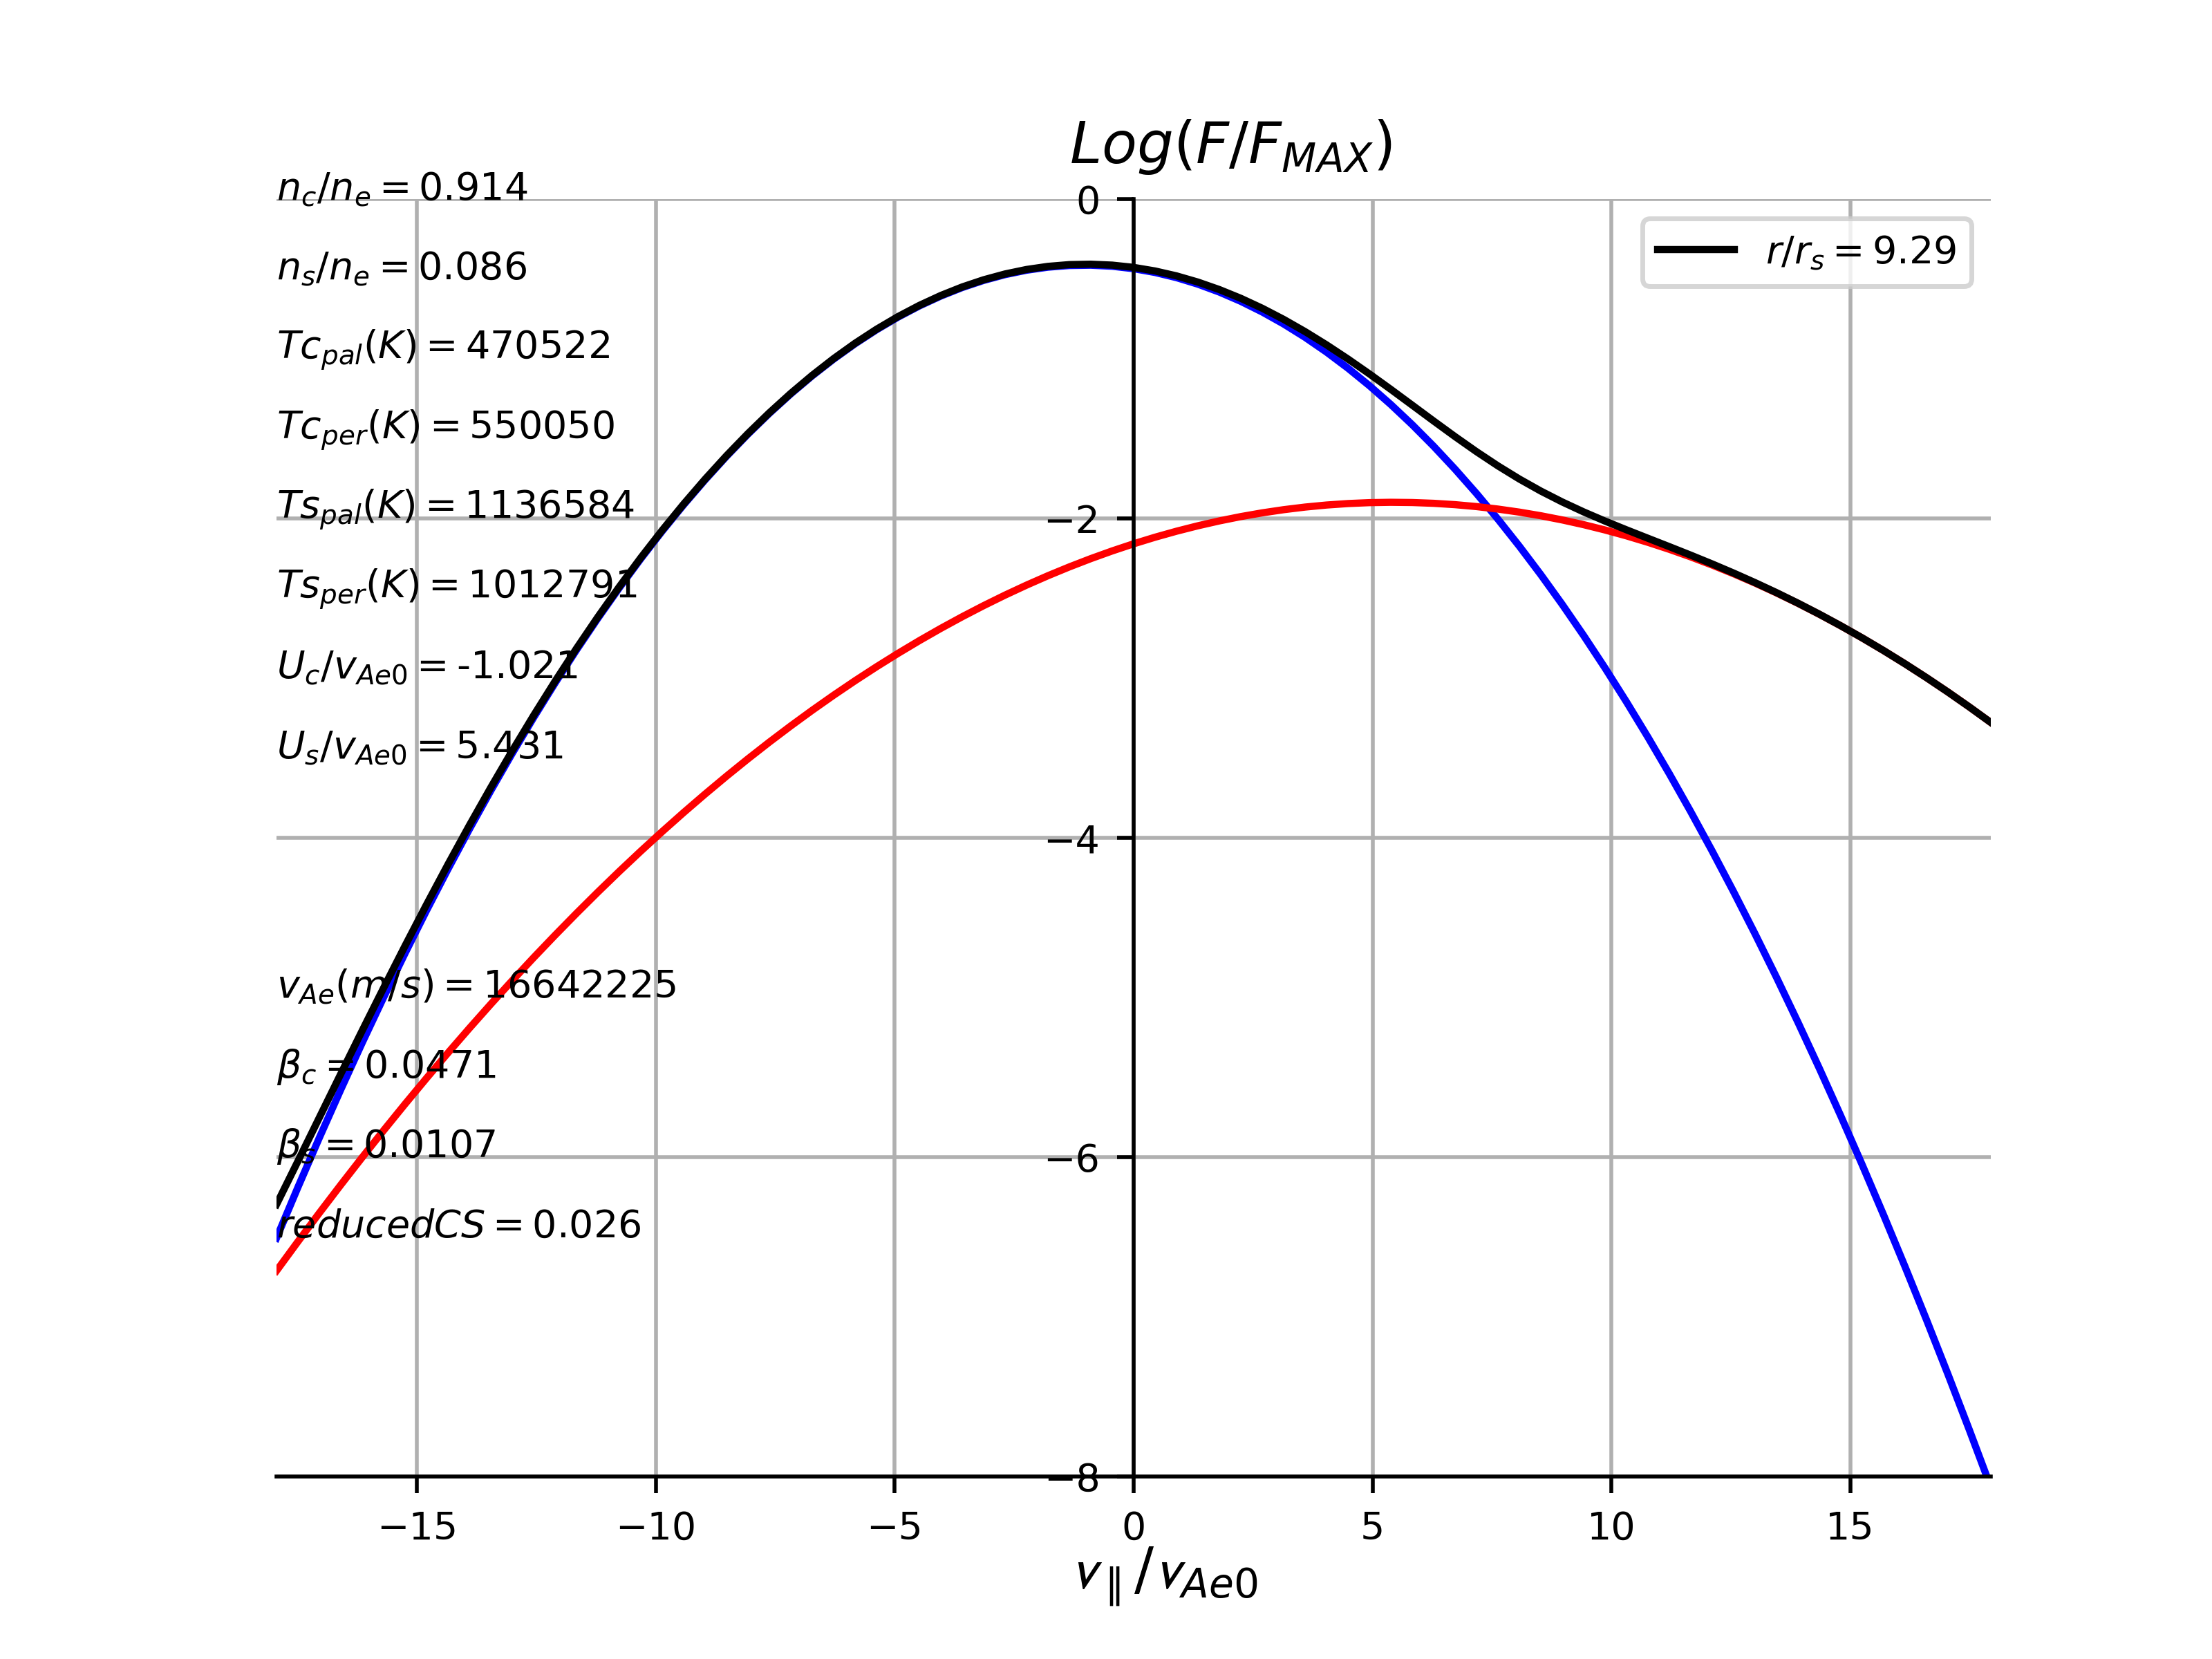 Log(F/F_MAX)
n_c/n_e = 0.914
n_s/n_e = 0.086
Tc_pal(K) = 470522
Tc_per(K) = 550050
Ts_pal(K) = 1136584
Ts_per(K) = 1012791
U_c/v_Ae0 = -1.021
U_s/v_Ae0 = 5.431
v_Ae(m/s) = 16642225
β_c = 0.0471
β_s = 0.0107
reducedCS = 0.026
r/r_s = 9.29
0
−2
−4
−6
−8
−15 −10 −5 0 5 10 15
v_∥/v_Ae0